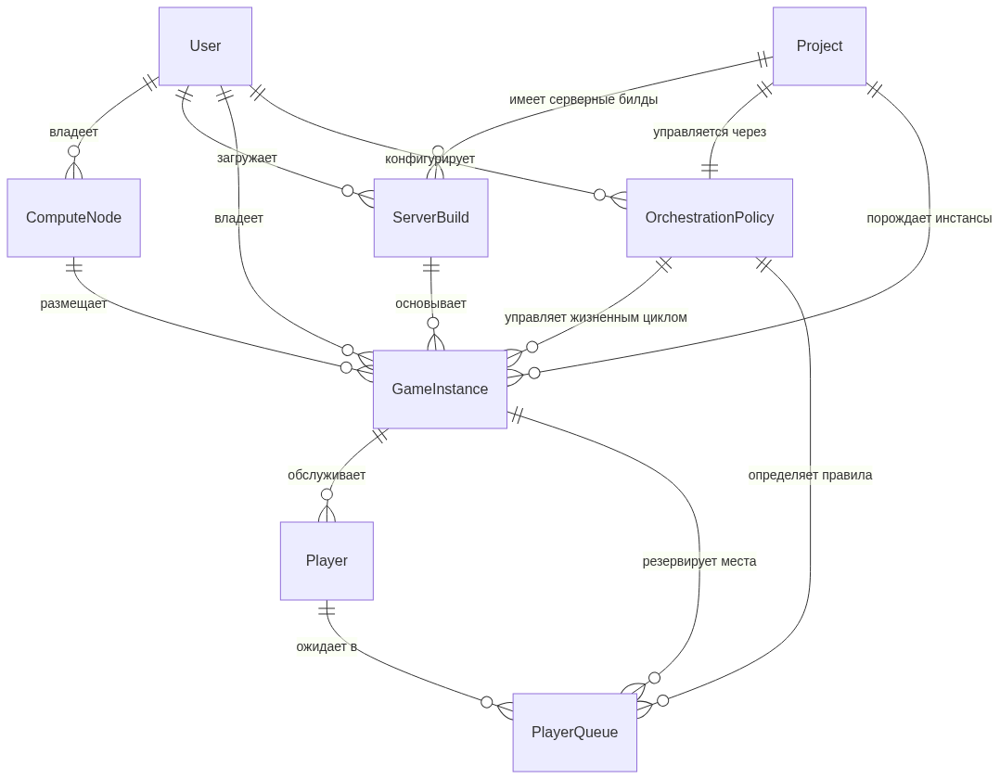 User
Project
имеет серверные билды
владеет
управляется через
загружает
конфигурирует
ComputeNode
владеет
ServerBuild
OrchestrationPolicy
порождает инстансы
размещает
основывает
управляет жизненным циклом
GameInstance
обслуживает
определяет правила
Player
резервирует места
ожидает в
PlayerQueue